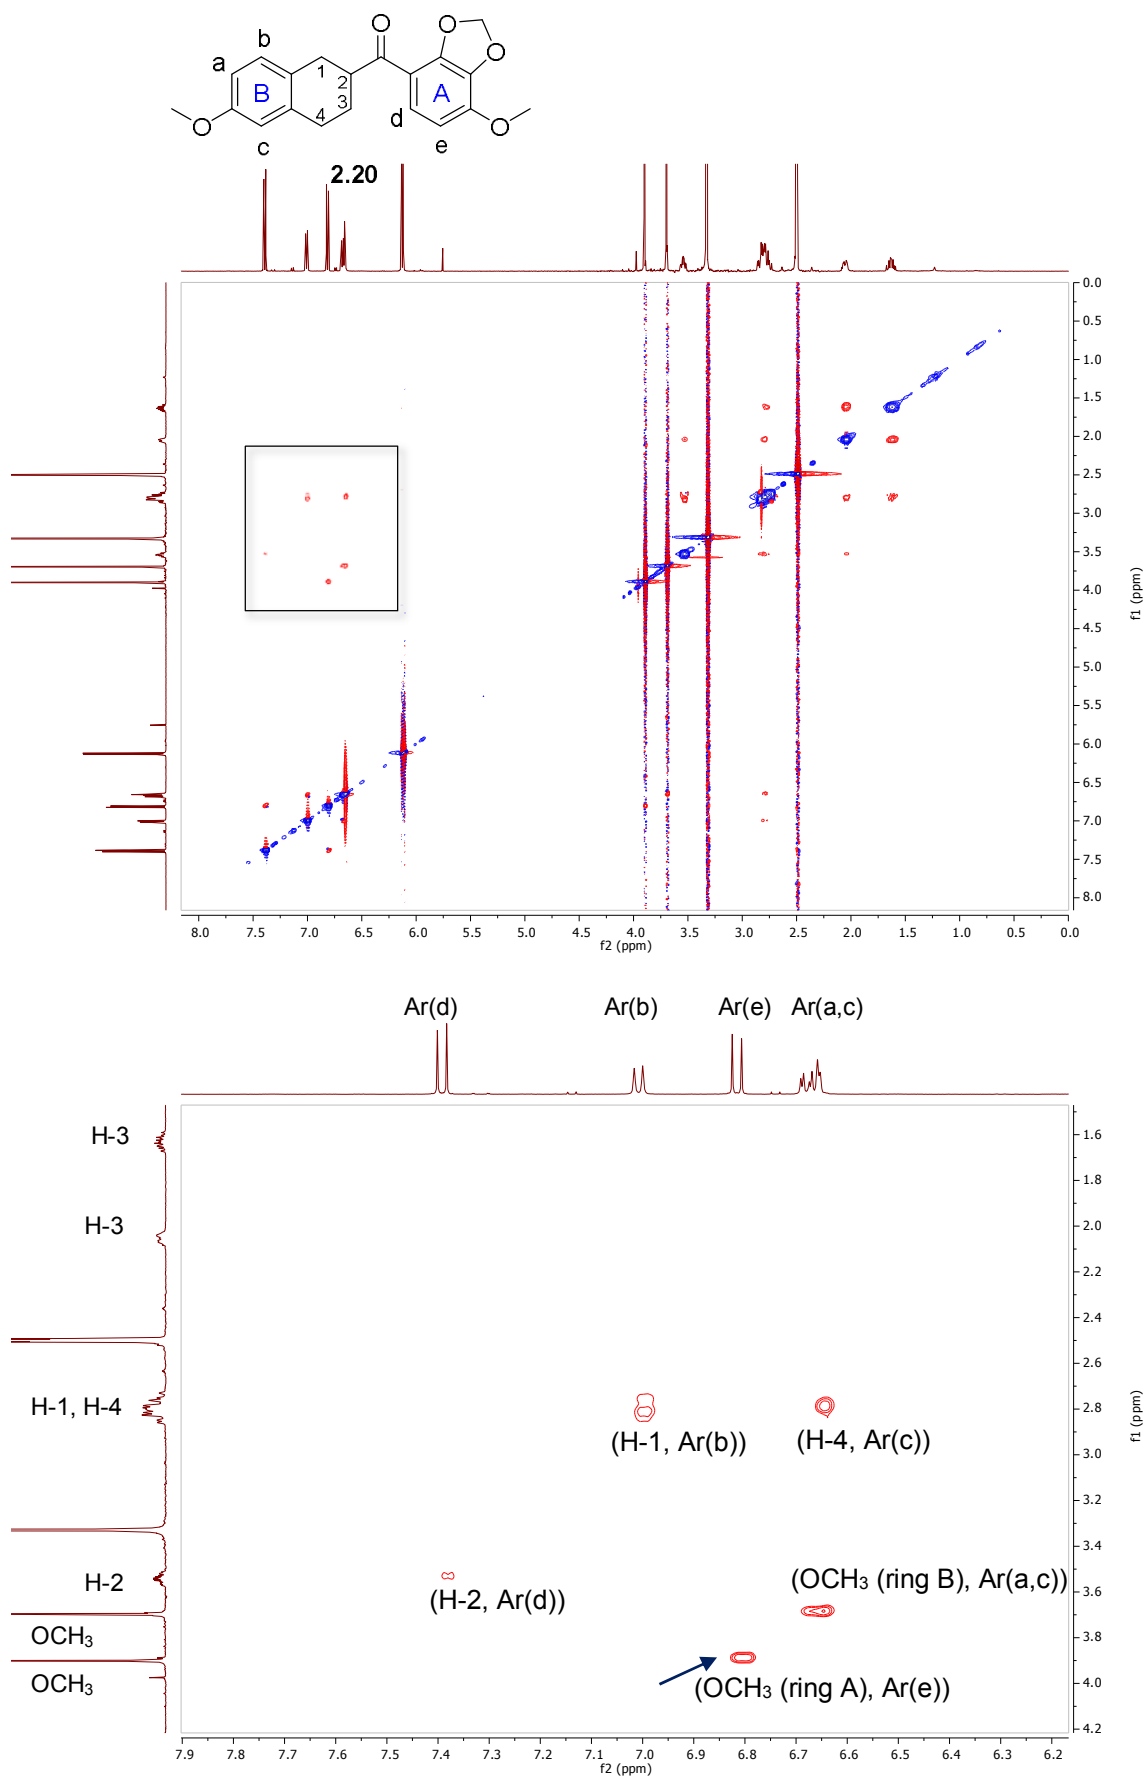 O
O
O
b
a
1
2
B
3
A
4
O
d
O
c
e
2.20
0.0
0.5
1.0
1.5
2.0
2.5
3.0
3.5
4.0
4.5
5.0
5.5
6.0
6.5
7.0
7.5
8.0
f1 (ppm)
8.0 7.5 7.0 6.5 6.0 5.5 5.0 4.5 4.0 3.5 3.0 2.5 2.0 1.5 1.0 0.5 0.0
f2 (ppm)
Ar(d) Ar(b) Ar(e) Ar(a,c)
H-3
H-3
H-1, H-4
H-2
OCH₃
OCH₃
(H-1, Ar(b)) (H-4, Ar(c))
(OCH₃ (ring B), Ar(a,c))
(H-2, Ar(d))
(OCH₃ (ring A), Ar(e))
1.6
1.8
2.0
2.2
2.4
2.6
2.8
3.0
3.2
3.4
3.6
3.8
4.0
4.2
f1 (ppm)
7.9 7.8 7.7 7.6 7.5 7.4 7.3 7.2 7.1 7.0 6.9 6.8 6.7 6.6 6.5 6.4 6.3 6.2
f2 (ppm)